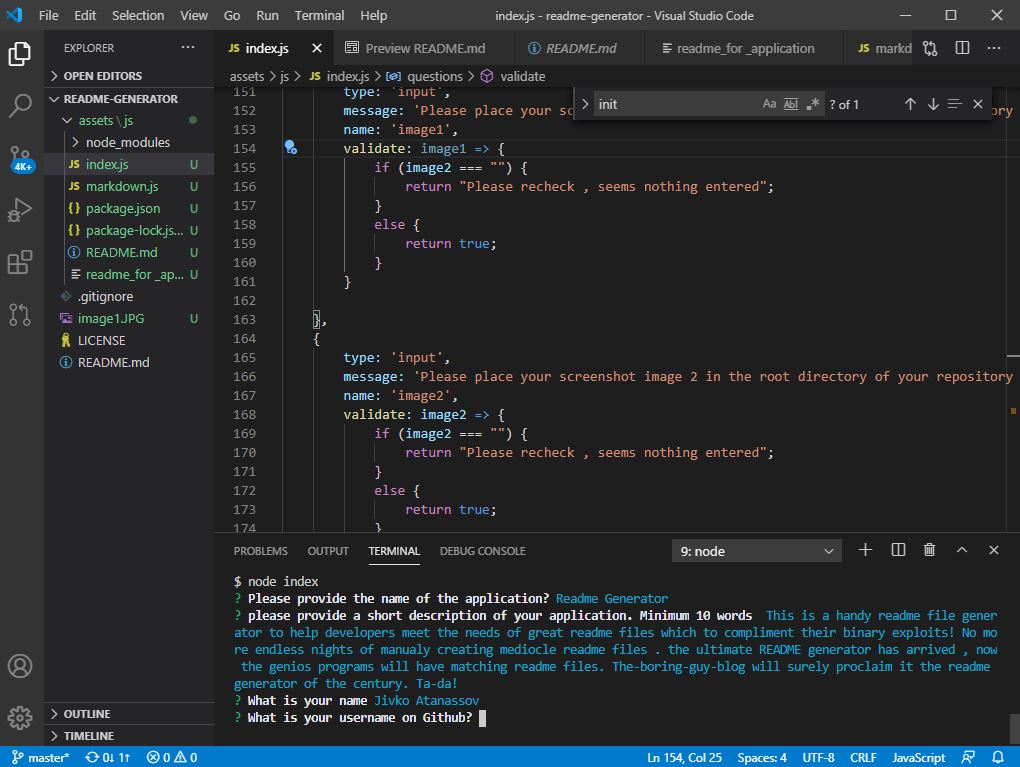 File Edit Selection View Go Run Terminal Help index.js - readme-generator - Visual Studio Code
EXPLORER
OPEN EDITORS
README-GENERATOR
assets \ js
node_modules
JS index.js U
JS markdown.js U
{} package.json U
{} package-lock.js... U
README.md U
readme_for _ap... U
.gitignore
image1.JPG U
LICENSE
README.md
OUTLINE
TIMELINE
4K+
JS index.js Preview README.md README.md readme_for _application JS markd
assets > js > JS index.js > questions > validate
init Aa Abl .* ? of 1
151 type: 'input',
152 message: 'Please place your sc ory
153 name: 'image1',
154 validate: image1 => {
155 if (image2 === "") {
156 return "Please recheck , seems nothing entered";
157 }
158 else {
159 return true;
160 }
161 }
162
163 },
164 {
165 type: 'input',
166 message: 'Please place your screenshot image 2 in the root directory of your repository
167 name: 'image2',
168 validate: image2 => {
169 if (image2 === "") {
170 return "Please recheck , seems nothing entered";
171 }
172 else {
173 return true;
174 }
PROBLEMS OUTPUT TERMINAL DEBUG CONSOLE 9: node
$ node index
? Please provide the name of the application? Readme Generator
? please provide a short description of your application. Minimum 10 words This is a handy readme file gener
ator to help developers meet the needs of great readme files which to compliment their binary exploits! No mo
re endless nights of manualy creating mediocle readme files . the ultimate README generator has arrived , now
the genios programs will have matching readme files. The-boring-guy-blog will surely proclaim it the readme
generator of the century. Ta-da!
? What is your name Jivko Atanassov
? What is your username on Github?
master* 0↓ 1↑ 0 0 Ln 154, Col 25 Spaces: 4 UTF-8 CRLF JavaScript